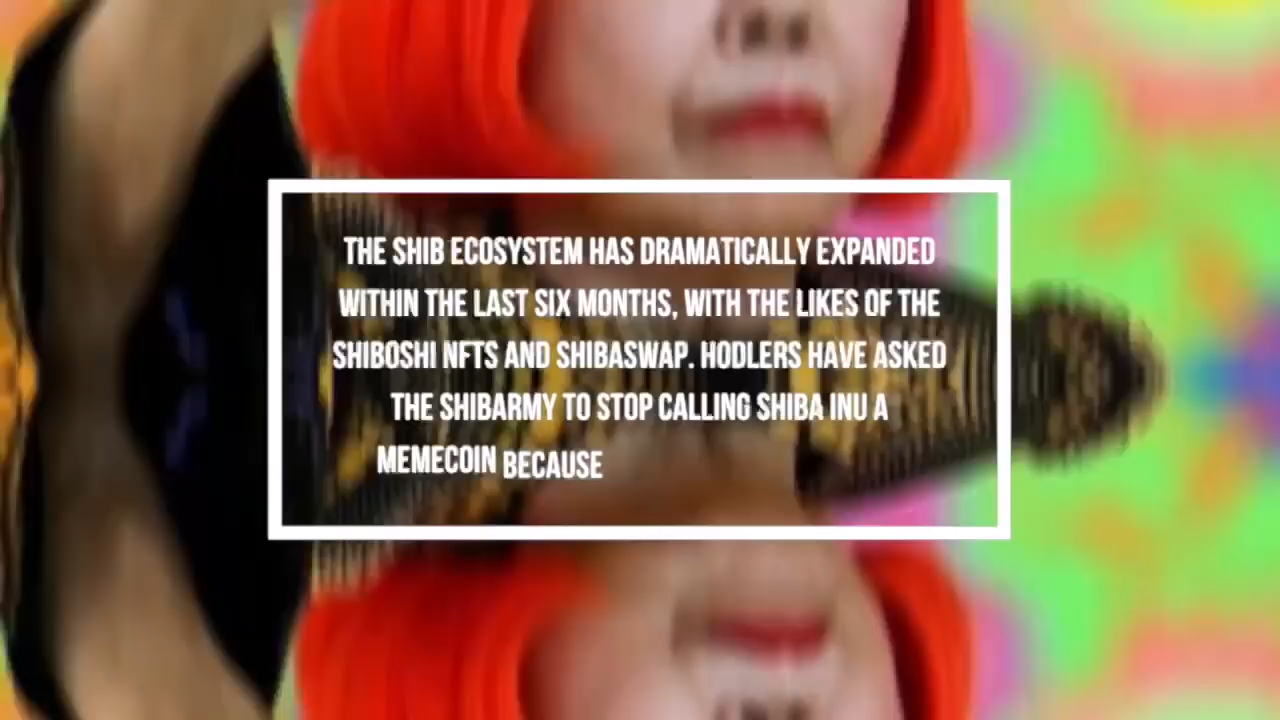 THE SHIB ECOSYSTEM HAS DRAMATICALLY EXPANDED
WITHIN THE LAST SIX MONTHS, WITH THE LIKES OF THE
SHIBOSHI NFTS AND SHIBASWAP. HODLERS HAVE ASKED
THE SHIBARMY TO STOP CALLING SHIBA INU A
MEMECOIN BECAUSE